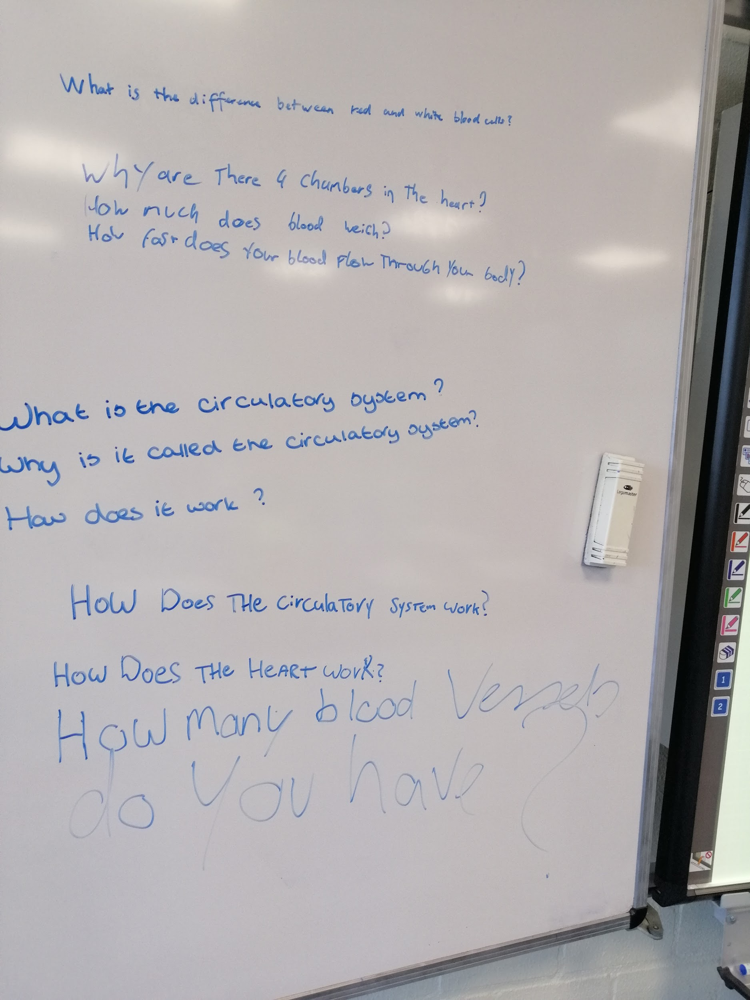 What is the difference between red and white blood cells?
WhY are There 4 Chambers in The heart?
How much does blood weich?
How fast does Your blood Flow ThrouGh Your body?
What is the circulatory system?
Why is it called the circulatory system?
How does it work?
Legamaster
HoW Does THe circulaTory SysTem work?
HoW Does THe HeART work?
HoW Many blood Vessels
do You have?
1
2